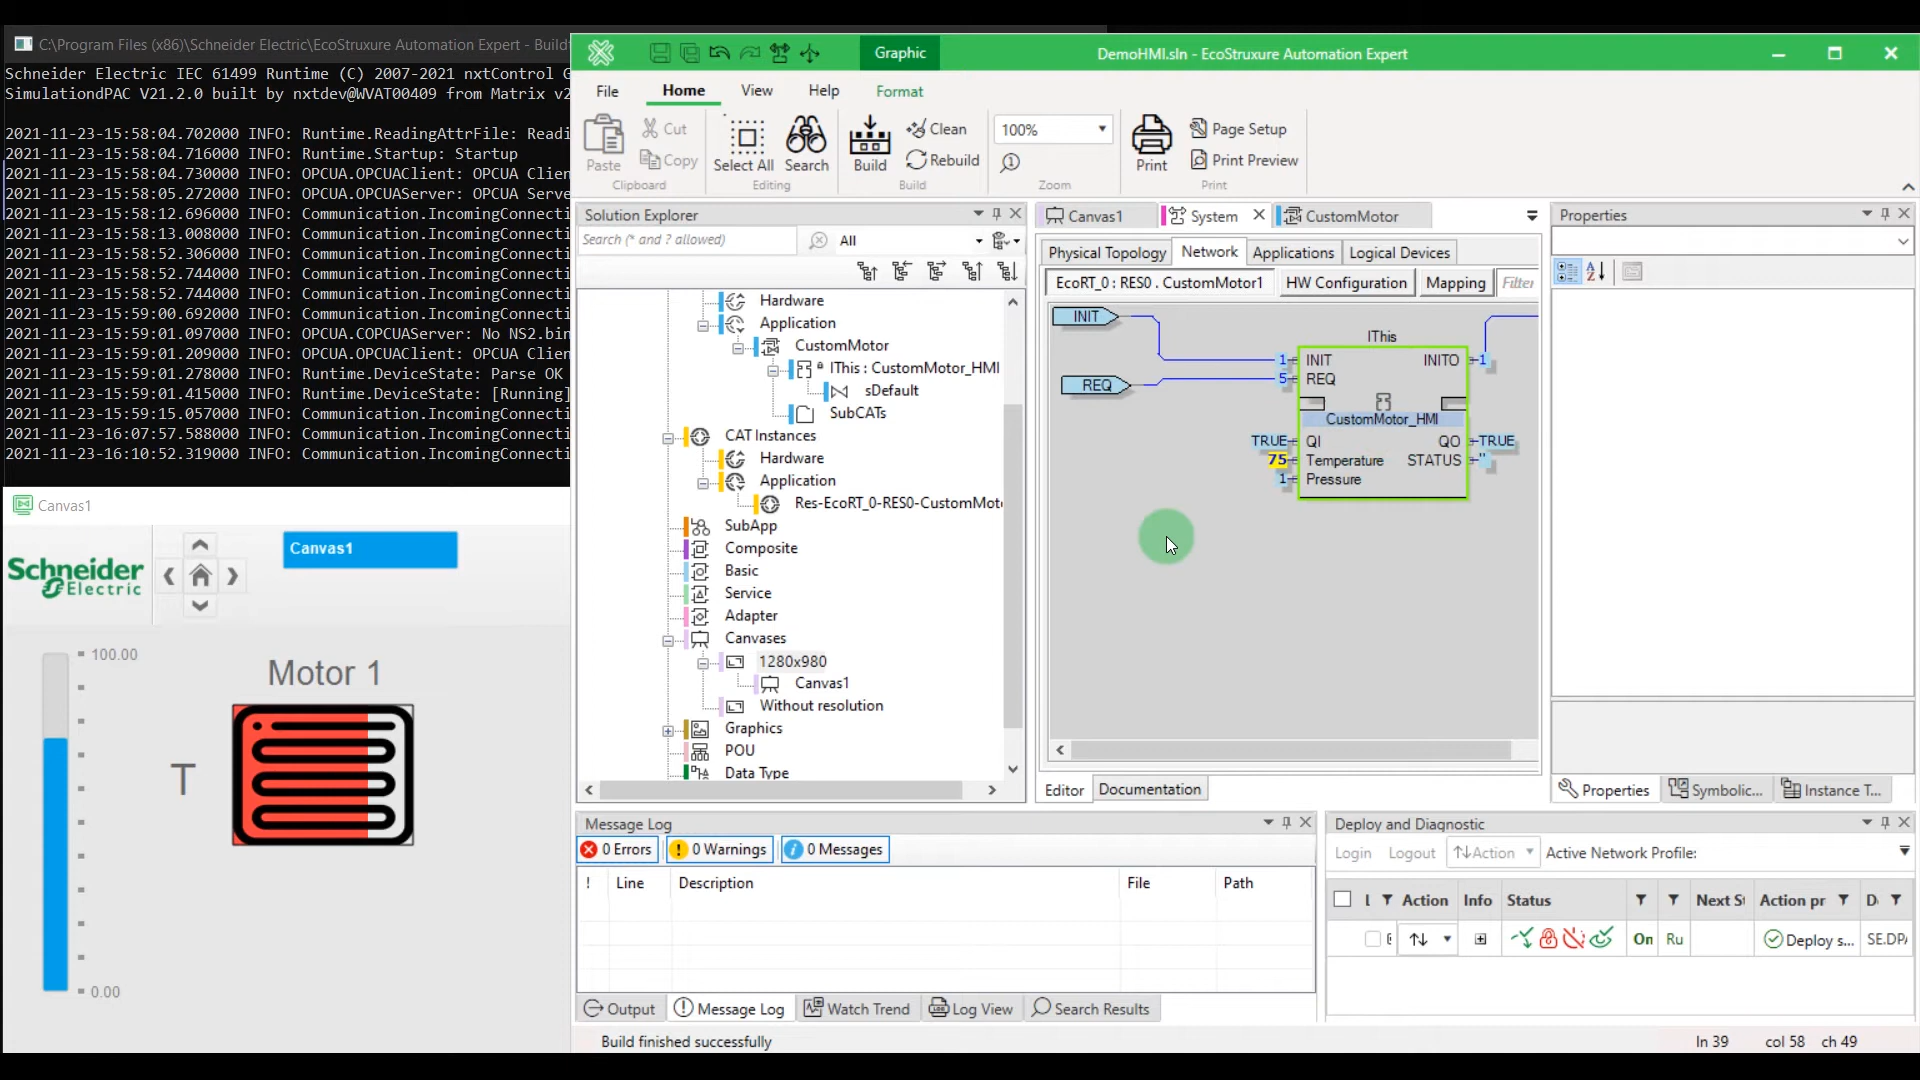 C:\Program Files (x86)\Schneider Electric\EcoStruxure Automation Expert - Build
Schneider Electric IEC 61499 Runtime (C) 2007-2021 nxtControl G
SimulationdPAC V21.2.0 built by nxtdev@WVAT00409 from Matrix v2
2021-11-23-15:58:04.702000 INFO: Runtime.ReadingAttrFile: Readi
2021-11-23-15:58:04.716000 INFO: Runtime.Startup: Startup
2021-11-23-15:58:04.730000 INFO: OPCUA.OPCUAClient: OPCUA Clien
2021-11-23-15:58:05.272000 INFO: OPCUA.OPCUAServer: OPCUA Serve
2021-11-23-15:58:12.696000 INFO: Communication.IncomingConnecti
2021-11-23-15:58:13.008000 INFO: Communication.IncomingConnecti
2021-11-23-15:58:52.306000 INFO: Communication.IncomingConnecti
2021-11-23-15:58:52.744000 INFO: Communication.IncomingConnecti
2021-11-23-15:58:52.744000 INFO: Communication.IncomingConnecti
2021-11-23-15:59:00.692000 INFO: Communication.IncomingConnecti
2021-11-23-15:59:01.097000 INFO: OPCUA.COPCUAServer: No NS2.bin
2021-11-23-15:59:01.209000 INFO: OPCUA.OPCUAClient: OPCUA Clien
2021-11-23-15:59:01.278000 INFO: Runtime.DeviceState: Parse OK
2021-11-23-15:59:01.415000 INFO: Runtime.DeviceState: [Running]
2021-11-23-15:59:15.057000 INFO: Communication.IncomingConnecti
2021-11-23-16:07:57.588000 INFO: Communication.IncomingConnecti
2021-11-23-16:10:52.319000 INFO: Communication.IncomingConnecti
Canvas1
Schneider Electric
Canvas1
100.00
Motor 1
T
0.00
Graphic
DemoHMI.sln - EcoStruxure Automation Expert
File Home View Help Format
Paste
Cut
Copy
Clipboard
Select All
Search
Editing
Build
Clean
Rebuild
Build
100%
Zoom
Print
Page Setup
Print Preview
Print
Solution Explorer
Search (* and ? allowed)
All
Hardware
Application
CustomMotor
IThis : CustomMotor_HMI
sDefault
SubCATs
CAT Instances
Hardware
Application
Res-EcoRT_0-RES0-CustomMot
SubApp
Composite
Basic
Service
Adapter
Canvases
1280x980
Canvas1
Without resolution
Graphics
POU
Data Type
Canvas1 System CustomMotor
Physical Topology Network Applications Logical Devices
EcoRT_0 : RES0 . CustomMotor1 HW Configuration Mapping Filter
INIT
REQ
IThis
1 INIT INITO 1
5 REQ
CustomMotor_HMI
TRUE QI QO TRUE
75 Temperature STATUS ''
1 Pressure
Editor Documentation
Properties
Properties Symbolic... Instance T...
Message Log
0 Errors 0 Warnings 0 Messages
! Line Description File Path
Output Message Log Watch Trend Log View Search Results
Deploy and Diagnostic
Login Logout Action Active Network Profile:
Action Info Status Next St Action pr
On Ru Deploy s... SE.DPA
Build finished successfully
ln 39 col 58 ch 49